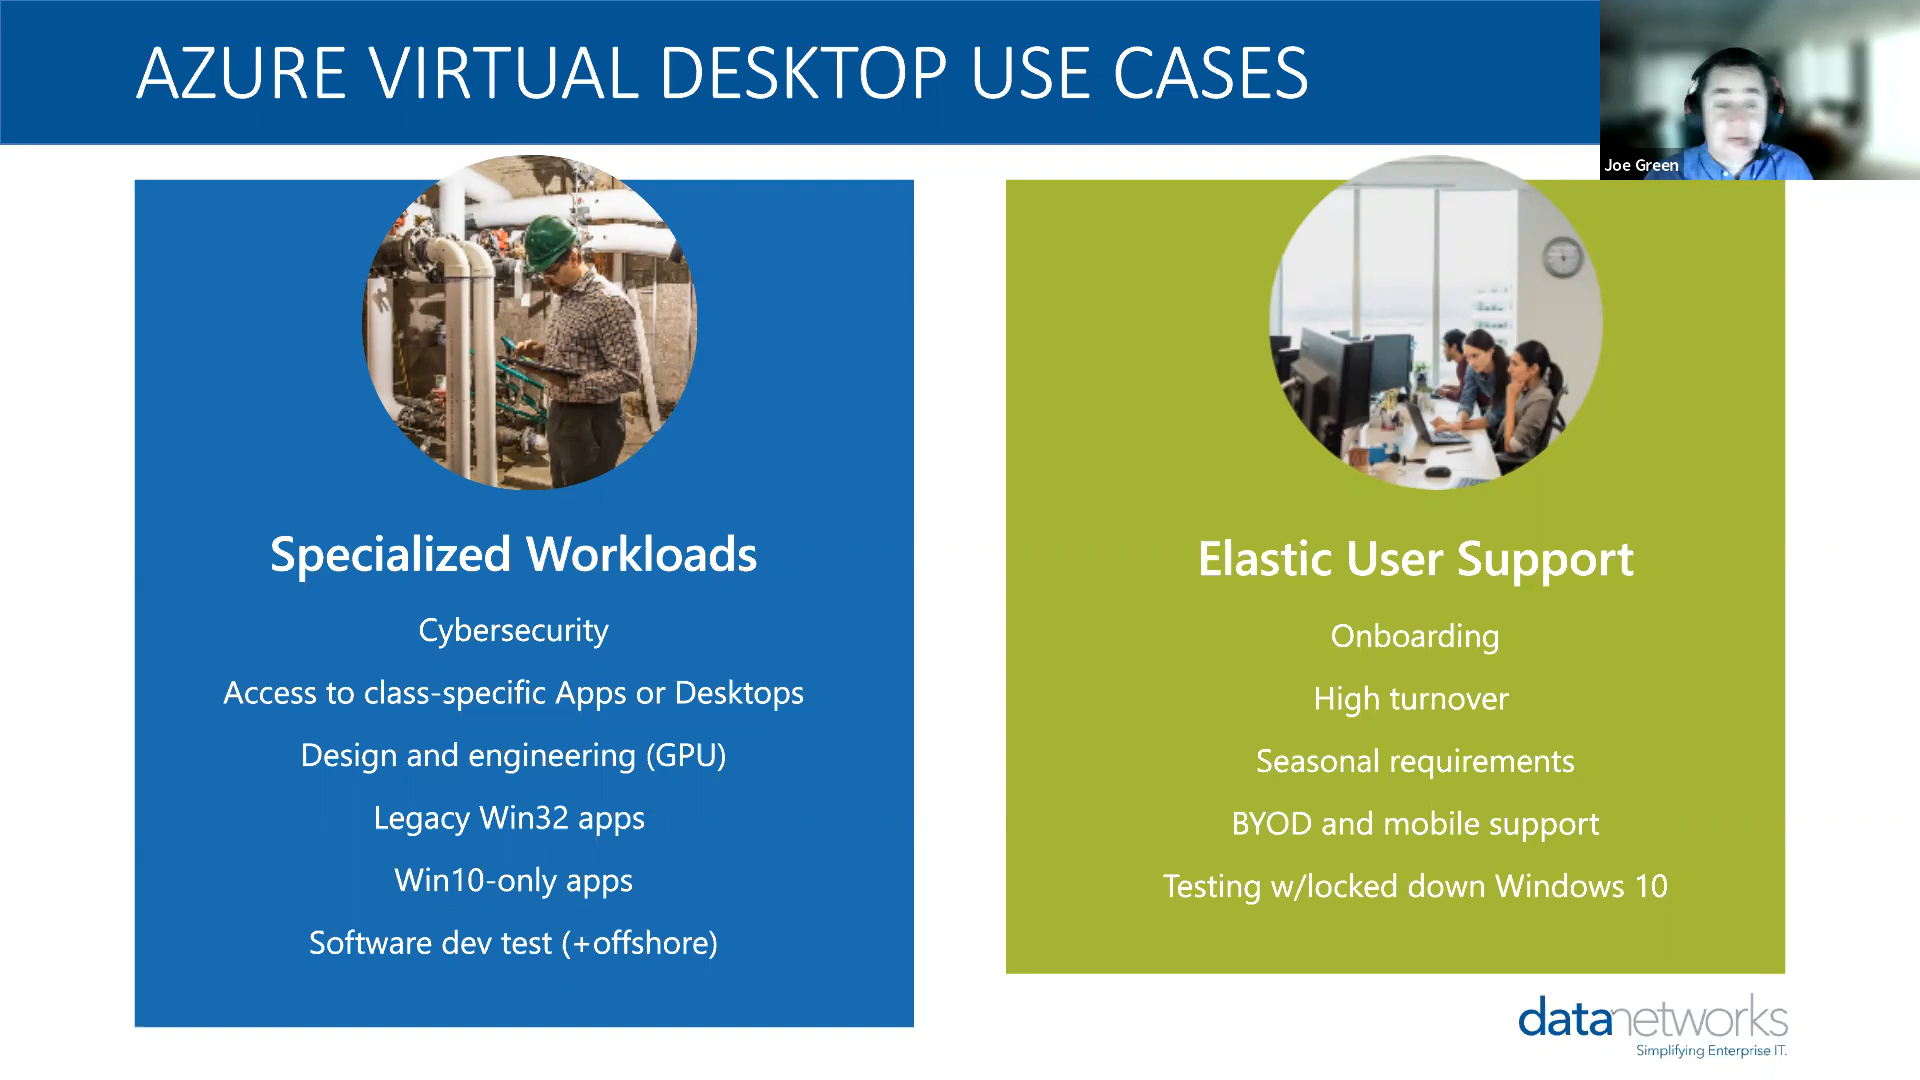 AZURE VIRTUAL DESKTOP USE CASES
Joe Green
Specialized Workloads
Cybersecurity
Access to class-specific Apps or Desktops
Design and engineering (GPU)
Legacy Win32 apps
Win10-only apps
Software dev test (+offshore)
Elastic User Support
Onboarding
High turnover
Seasonal requirements
BYOD and mobile support
Testing w/locked down Windows 10
datanetworks
Simplifying Enterprise IT.